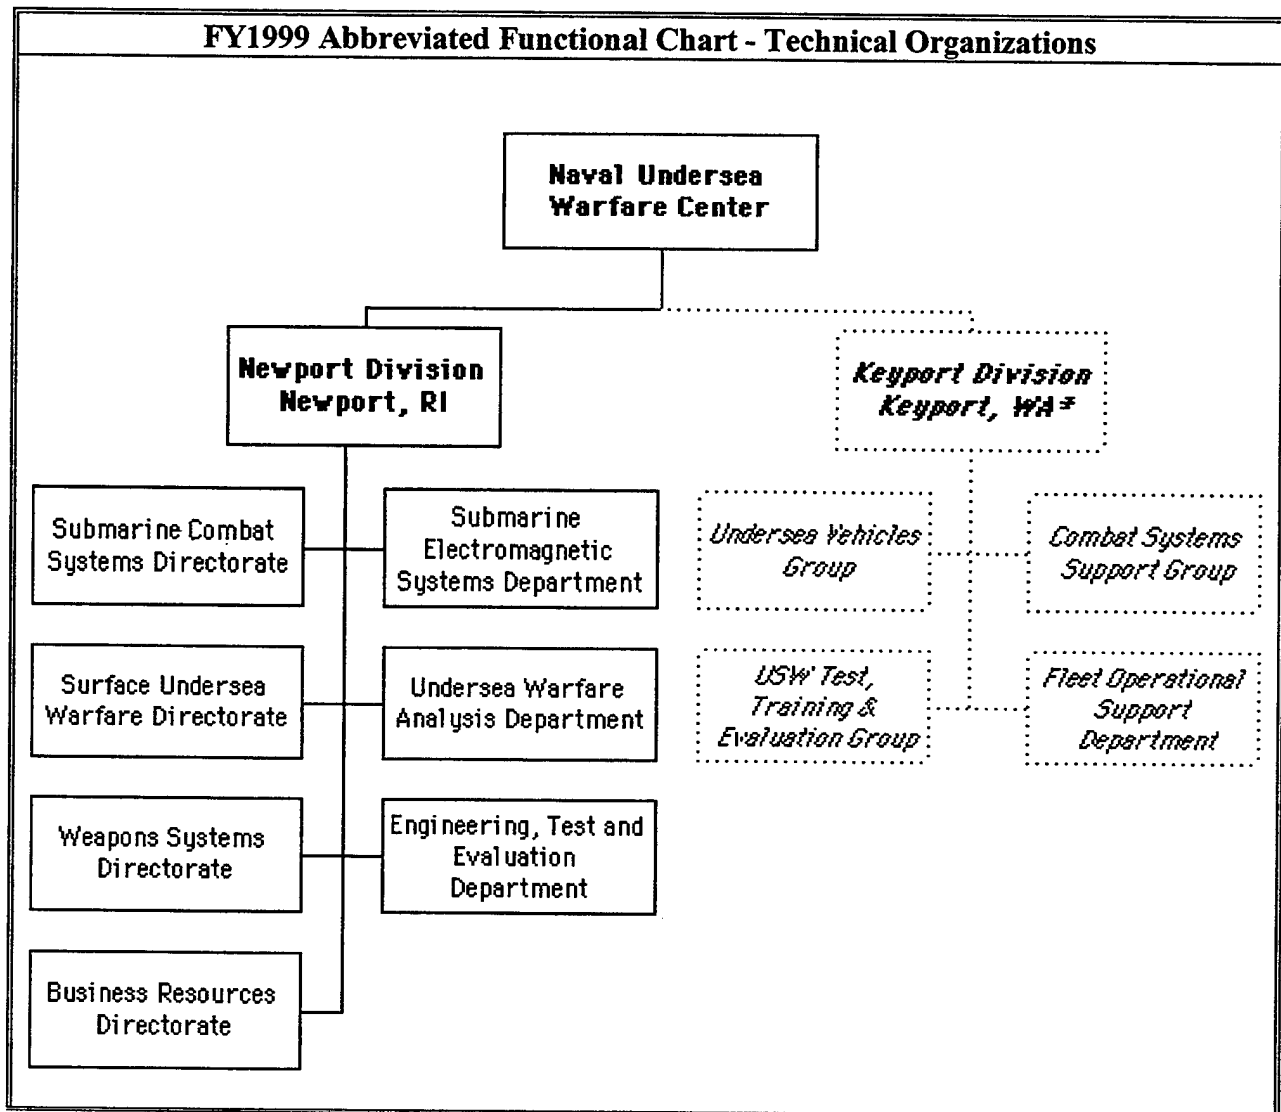 FY1999 Abbreviated Functional Chart - Technical Organizations
Naval Undersea
Warfare Center
Newport Division
Newport, RI
Keyport Division
Keyport, WA*
Submarine Combat
Systems Directorate
Submarine
Electromagnetic
Systems Department
Undersea Vehicles
Group
Combat Systems
Support Group
Surface Undersea
Warfare Directorate
Undersea Warfare
Analysis Department
USW Test,
Training &
Evaluation Group
Fleet Operational
Support
Department
Weapons Systems
Directorate
Engineering, Test and
Evaluation
Department
Business Resources
Directorate